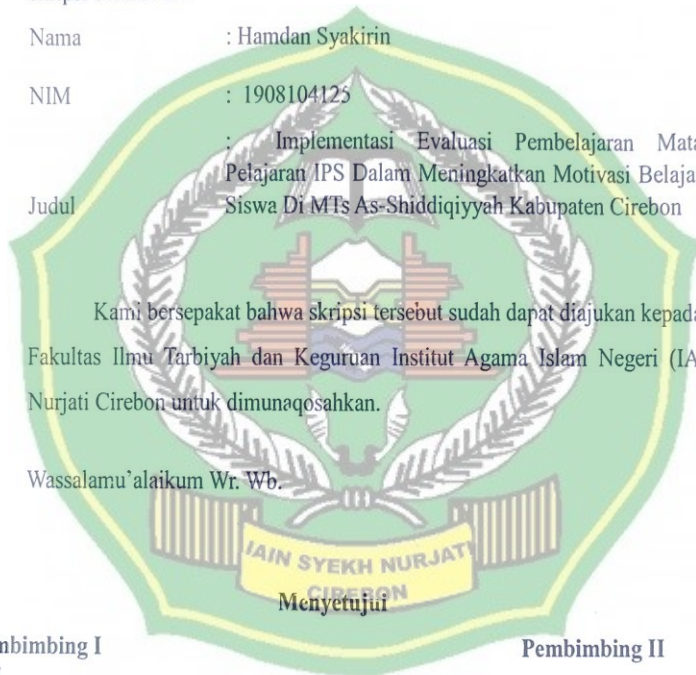 Nama : Hamdan Syakirin
NIM : 1908104125
: Implementasi Evaluasi Pembelajaran Mata
Pelajaran IPS Dalam Meningkatkan Motivasi Belaja
Judul Siswa Di MTs As-Shiddiqiyyah Kabupaten Cirebon
Kami bersepakat bahwa skripsi tersebut sudah dapat diajukan kepada
Fakultas Ilmu Tarbiyah dan Keguruan Institut Agama Islam Negeri (IA
Nurjati Cirebon untuk dimunaqosahkan.
Wassalamu'alaikum Wr. Wb.
IAIN SYEKH NURJATI
CIREBON
Menyetujui
mbimbing I Pembimbing II